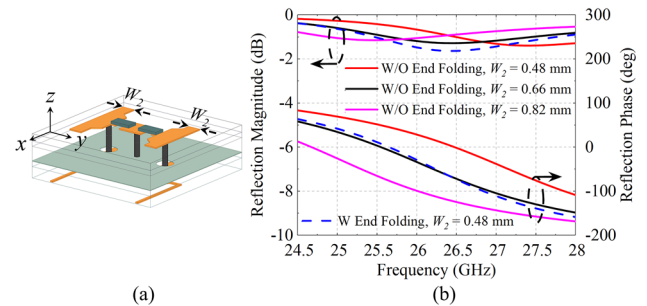 (a)
W₂
W₂
z
x
y
Reflection Magnitude (dB)
0
-2
-4
-6
-8
-10
W/O End Folding, W₂ = 0.48 mm
W/O End Folding, W₂ = 0.66 mm
W/O End Folding, W₂ = 0.82 mm
W End Folding, W₂ = 0.48 mm
300
200
100
0
-100
-200
Reflection Phase (deg)
24.5 25 25.5 26 26.5 27 27.5 28
Frequency (GHz)
(a)
(b)